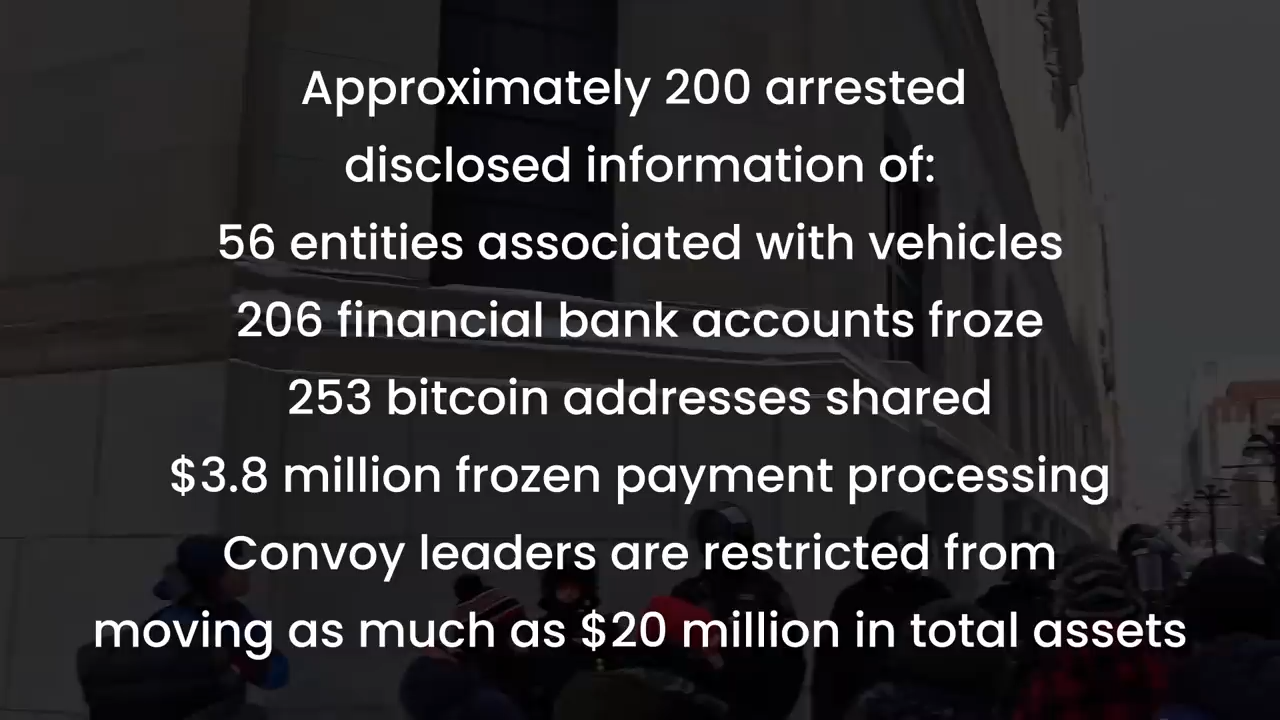 Approximately 200 arrested
disclosed information of:
56 entities associated with vehicles
206 financial bank accounts froze
253 bitcoin addresses shared
$3.8 million frozen payment processing
Convoy leaders are restricted from
moving as much as $20 million in total assets